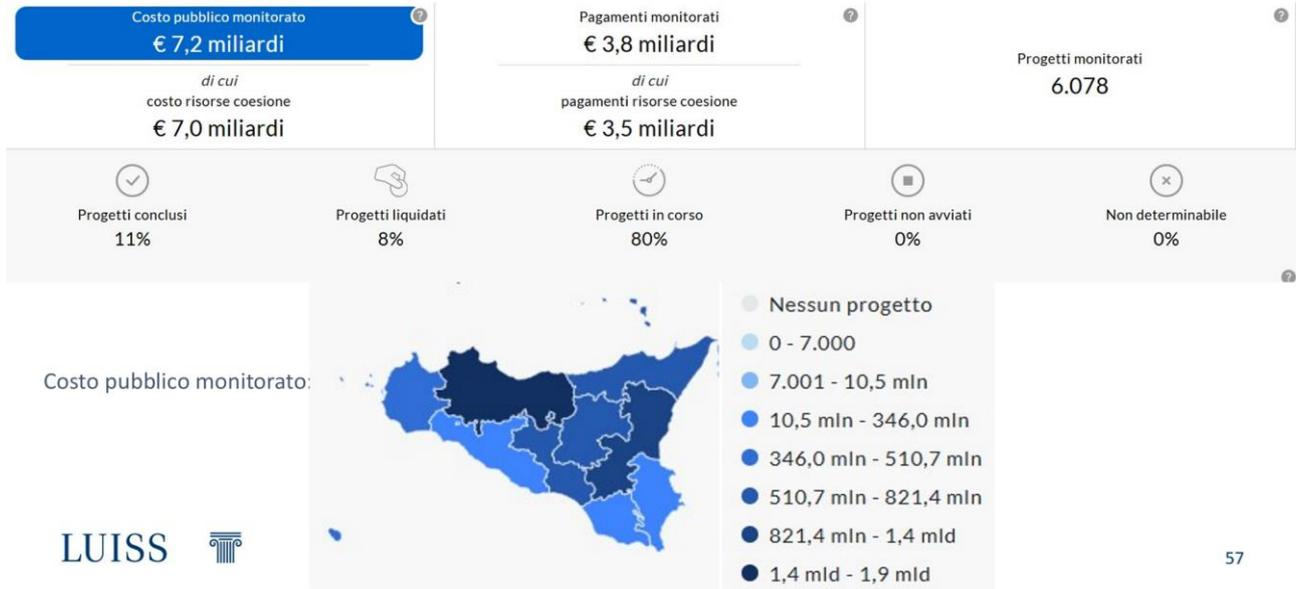 Costo pubblico monitorato
?
€ 7,2 miliardi
di cui
costo risorse coesione
€ 7,0 miliardi
Pagamenti monitorati
?
€ 3,8 miliardi
di cui
pagamenti risorse coesione
€ 3,5 miliardi
?
Progetti monitorati
6.078
Progetti conclusi
11%
Progetti liquidati
8%
Progetti in corso
80%
Progetti non avviati
0%
Non determinabile
0%
?
Costo pubblico monitorato:
Nessun progetto
0 - 7.000
7.001 - 10,5 mln
10,5 mln - 346,0 mln
346,0 mln - 510,7 mln
510,7 mln - 821,4 mln
821,4 mln - 1,4 mld
1,4 mld - 1,9 mld
LUISS
57